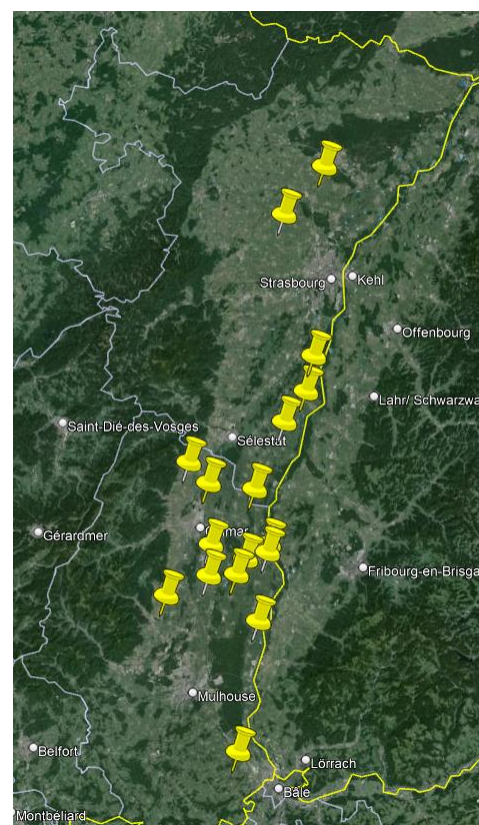 Strasbourg
Kehl
Offenbourg
Lahr/ Schwarzwa
Saint-Dié-des-Vosges
Sélestat
Gérardmer
Fribourg-en-Brisga
Mulhouse
Belfort
Lörrach
Bâle
Montbéliard